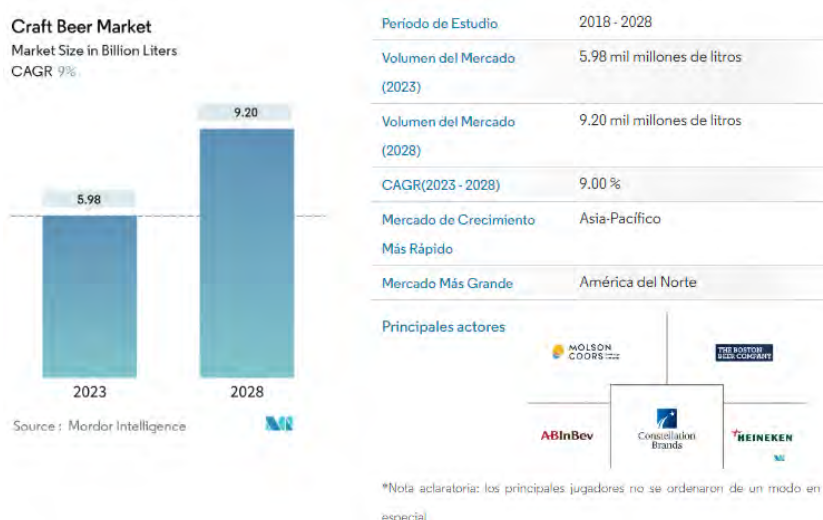 Craft Beer Market
Market Size in Billion Liters
CAGR 9%
9.20
5.98
2023
2028
Source : Mordor Intelligence
Período de Estudio
2018 - 2028
Volumen del Mercado
(2023)
5.98 mil millones de litros
Volumen del Mercado
(2028)
9.20 mil millones de litros
CAGR(2023 - 2028)
9.00 %
Mercado de Crecimiento
Más Rápido
Asia-Pacífico
Mercado Más Grande
América del Norte
Principales actores
MOLSON
COORS
THE BOSTON
BEER COMPANY
ABInBev
Constellation
Brands
HEINEKEN
*Nota aclaratoria: los principales jugadores no se ordenaron de un modo en
especial